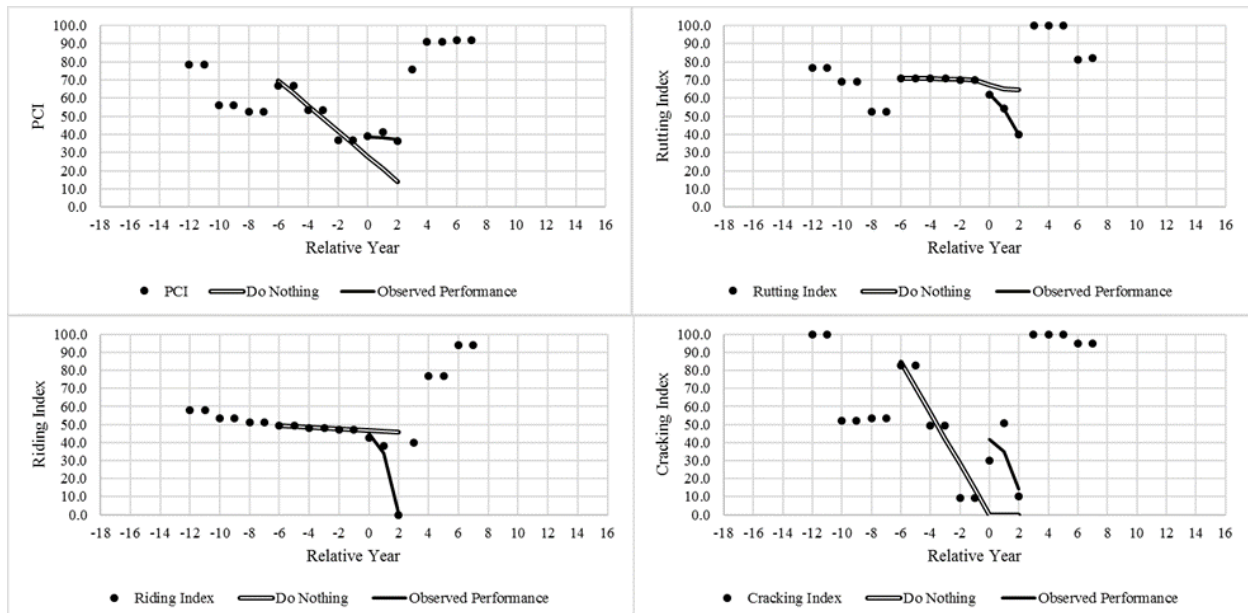 PCI
100.0
90.0
80.0
70.0
60.0
50.0
40.0
30.0
20.0
10.0
0.0
-18 -16 -14 -12 -10 -8 -6 -4 -2 0 2 4 6 8 10 12 14 16
Relative Year
PCI Do Nothing Observed Performance
Rutting Index
100.0
90.0
80.0
70.0
60.0
50.0
40.0
30.0
20.0
10.0
0.0
-18 -16 -14 -12 -10 -8 -6 -4 -2 0 2 4 6 8 10 12 14 16
Relative Year
Rutting Index Do Nothing Observed Performance
Riding Index
100.0
90.0
80.0
70.0
60.0
50.0
40.0
30.0
20.0
10.0
0.0
-18 -16 -14 -12 -10 -8 -6 -4 -2 0 2 4 6 8 10 12 14 16
Relative Year
Riding Index Do Nothing Observed Performance
Cracking Index
100.0
90.0
80.0
70.0
60.0
50.0
40.0
30.0
20.0
10.0
0.0
-18 -16 -14 -12 -10 -8 -6 -4 -2 0 2 4 6 8 10 12 14 16
Relative Year
Cracking Index Do Nothing Observed Performance